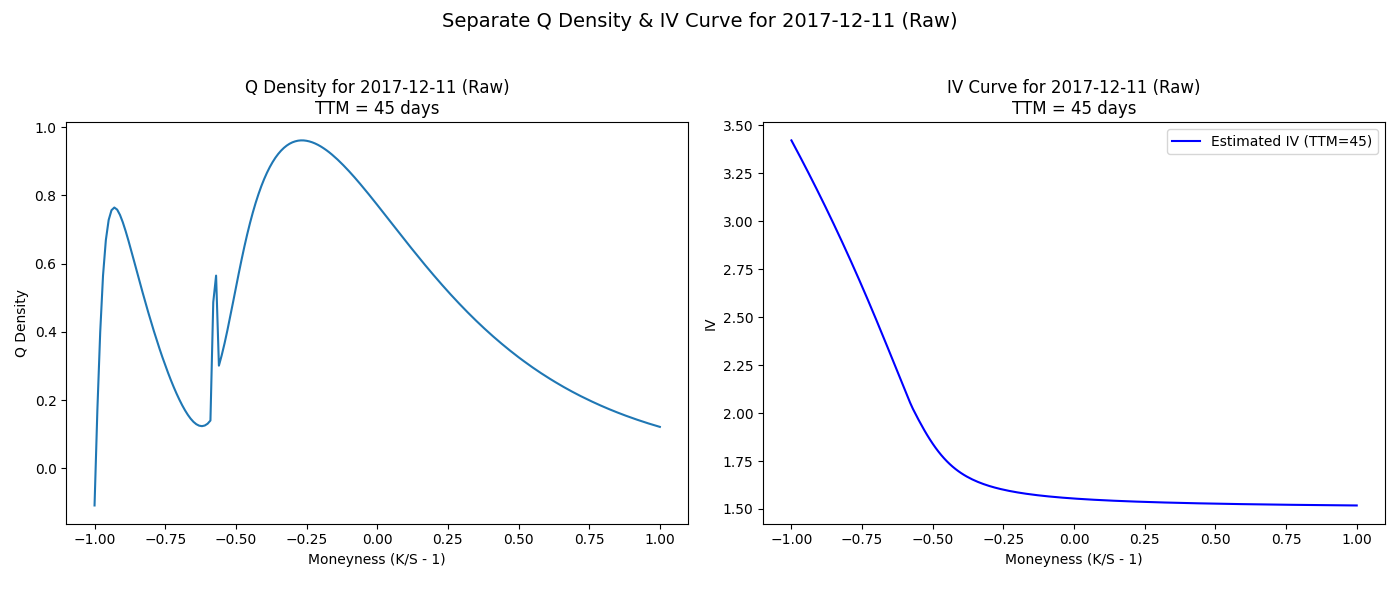 Separate Q Density & IV Curve for 2017-12-11 (Raw)
Q Density for 2017-12-11 (Raw)
TTM = 45 days
1.0
0.8
0.6
0.4
0.2
0.0
Q Density
−1.00 −0.75 −0.50 −0.25 0.00 0.25 0.50 0.75 1.00
Moneyness (K/S - 1)
IV Curve for 2017-12-11 (Raw)
TTM = 45 days
Estimated IV (TTM=45)
3.50
3.25
3.00
2.75
2.50
2.25
2.00
1.75
1.50
IV
−1.00 −0.75 −0.50 −0.25 0.00 0.25 0.50 0.75 1.00
Moneyness (K/S - 1)